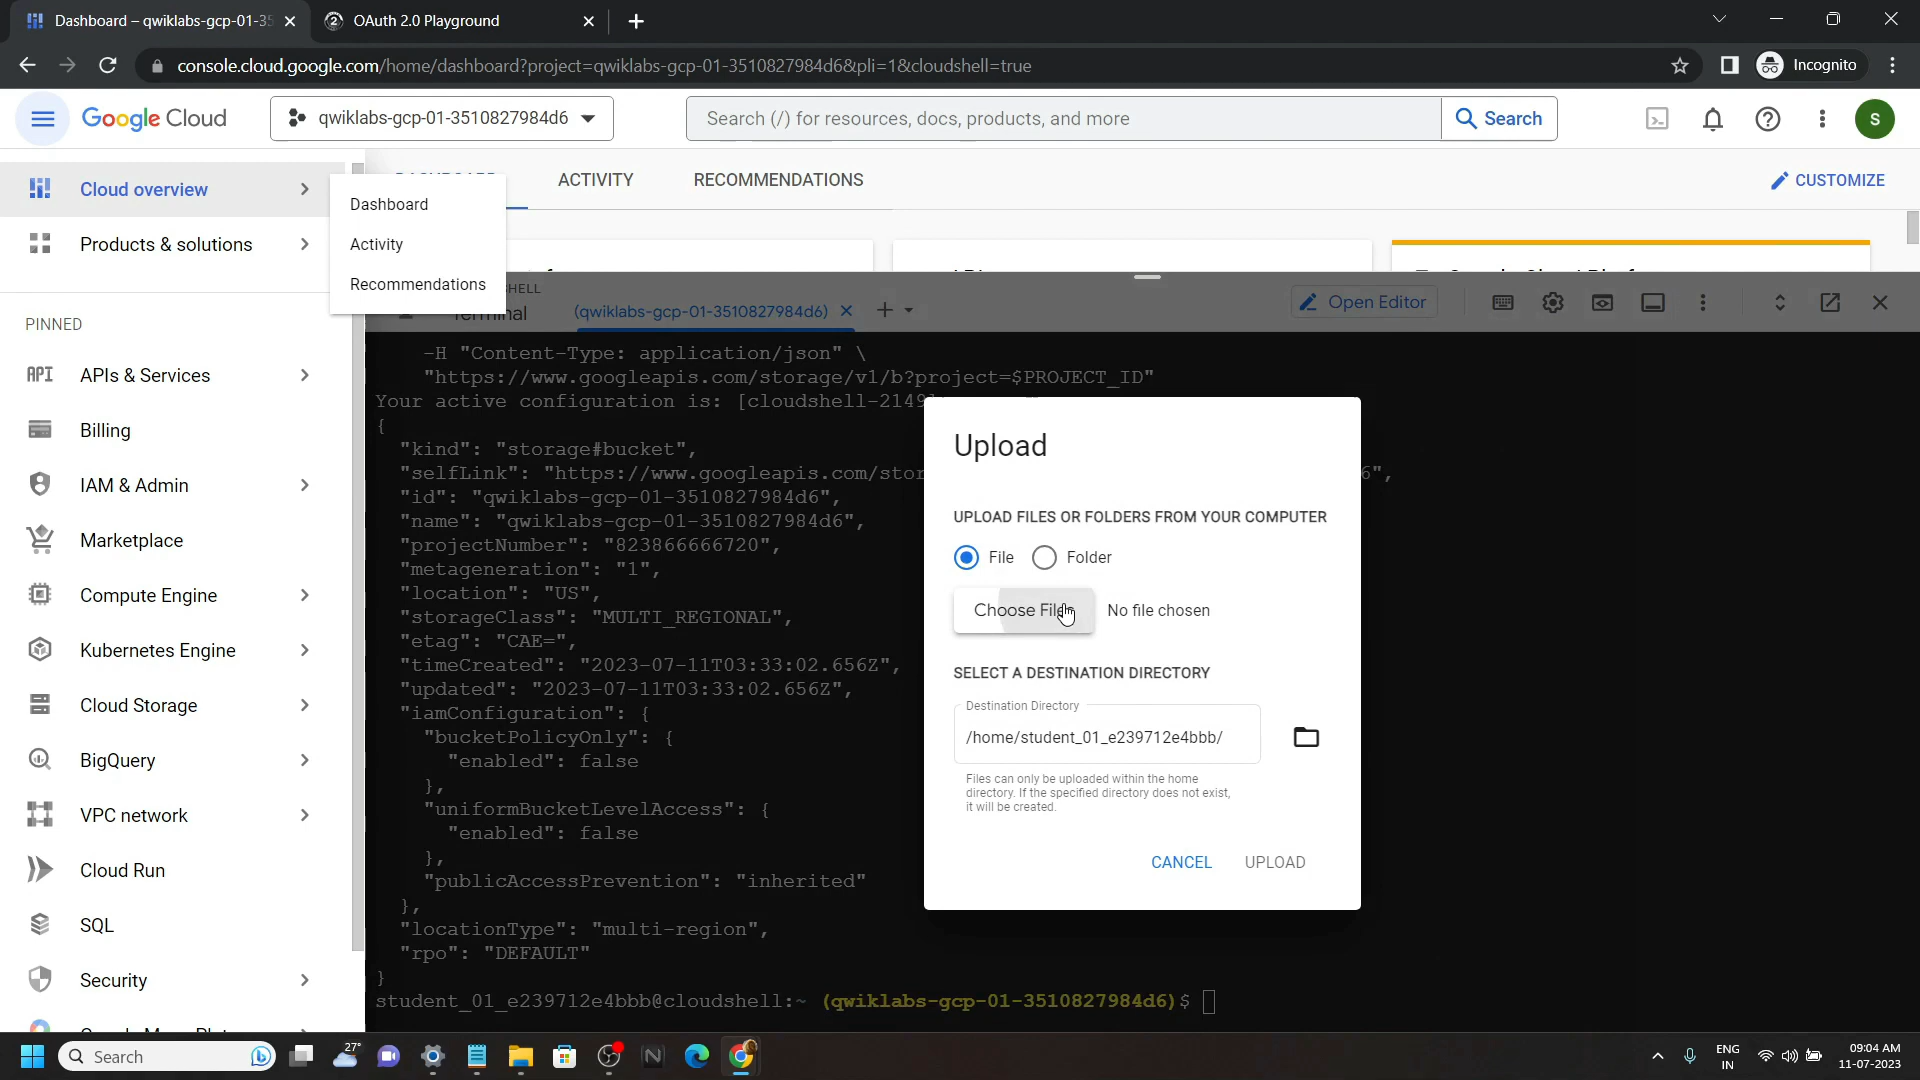 Dashboard – qwiklabs-gcp-01-35
OAuth 2.0 Playground
console.cloud.google.com/home/dashboard?project=qwiklabs-gcp-01-3510827984d6&pli=1&cloudshell=true
Incognito
Google Cloud
qwiklabs-gcp-01-3510827984d6
Search (/) for resources, docs, products, and more
Search
S
Cloud overview
Products & solutions
PINNED
API APIs & Services
Billing
IAM & Admin
Marketplace
Compute Engine
Kubernetes Engine
Cloud Storage
BigQuery
VPC network
Cloud Run
SQL
Security
Dashboard
Activity
Recommendations
ACTIVITY
RECOMMENDATIONS
CUSTOMIZE
(qwiklabs-gcp-01-3510827984d6)
Open Editor
-H "Content-Type: application/json" \
"https://www.googleapis.com/storage/v1/b?project=$PROJECT_ID"
Your active configuration is: [cloudshell-2149
{
"kind": "storage#bucket",
"selfLink": "https://www.googleapis.com/stor 6",
"id": "qwiklabs-gcp-01-3510827984d6",
"name": "qwiklabs-gcp-01-3510827984d6",
"projectNumber": "823866666720",
"metageneration": "1",
"location": "US",
"storageClass": "MULTI_REGIONAL",
"etag": "CAE=",
"timeCreated": "2023-07-11T03:33:02.656Z",
"updated": "2023-07-11T03:33:02.656Z",
"iamConfiguration": {
"bucketPolicyOnly": {
"enabled": false
},
"uniformBucketLevelAccess": {
"enabled": false
},
"publicAccessPrevention": "inherited"
},
"locationType": "multi-region",
"rpo": "DEFAULT"
}
student_01_e239712e4bbb@cloudshell:~ (qwiklabs-gcp-01-3510827984d6)$
Upload
UPLOAD FILES OR FOLDERS FROM YOUR COMPUTER
File
Folder
Choose Files
No file chosen
SELECT A DESTINATION DIRECTORY
Destination Directory
/home/student_01_e239712e4bbb/
Files can only be uploaded within the home
directory. If the specified directory does not exist,
it will be created.
CANCEL
UPLOAD
Search
27°
ENG
IN
09:04 AM
11-07-2023